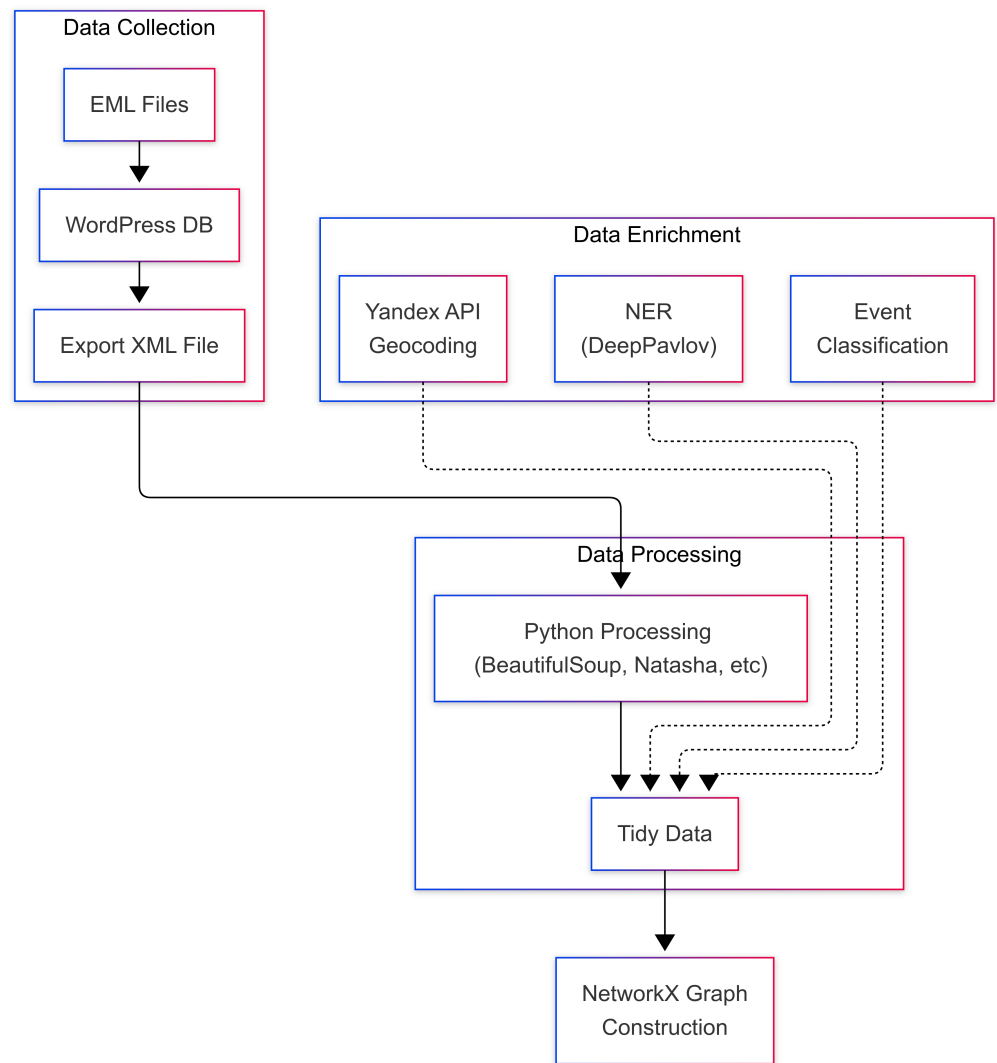 Data Collection
EML Files
WordPress DB
Export XML File
Data Enrichment
Yandex API
Geocoding
NER
(DeepPavlov)
Event
Classification
Data Processing
Python Processing
(BeautifulSoup, Natasha, etc)
Tidy Data
NetworkX Graph
Construction